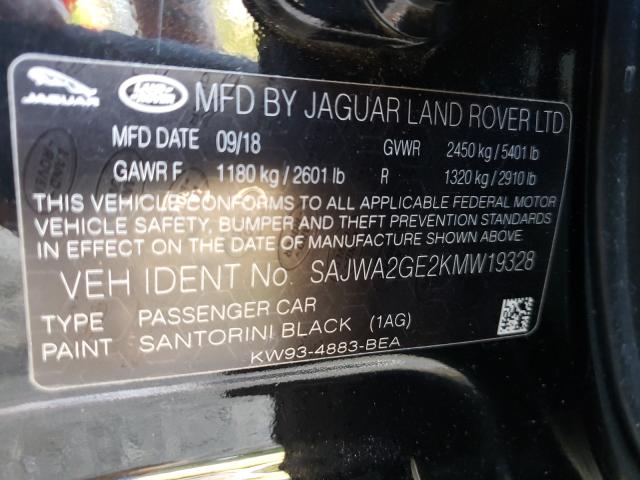 JAGUAR LAND ROVER MFD BY JAGUAR LAND ROVER LTD
MFD DATE 09/18 GVWR 2450 kg / 5401 lb
GAWR F 1180 kg / 2601 lb R 1320 kg / 2910 lb
THIS VEHICLE CONFORMS TO ALL APPLICABLE FEDERAL MOTOR
VEHICLE SAFETY, BUMPER AND THEFT PREVENTION STANDARDS
IN EFFECT ON THE DATE OF MANUFACTURE SHOWN ABOVE.
VEH IDENT No. SAJWA2GE2KMW19328
TYPE PASSENGER CAR
PAINT SANTORINI BLACK (1AG)
KW93-4883-BEA